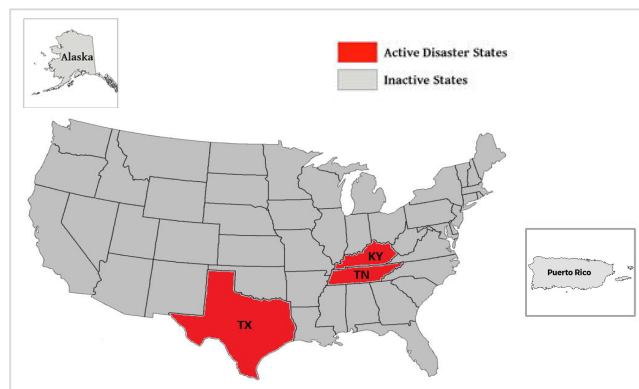 Alaska
Active Disaster States
Inactive States
KY
TN
TX
Puerto Rico